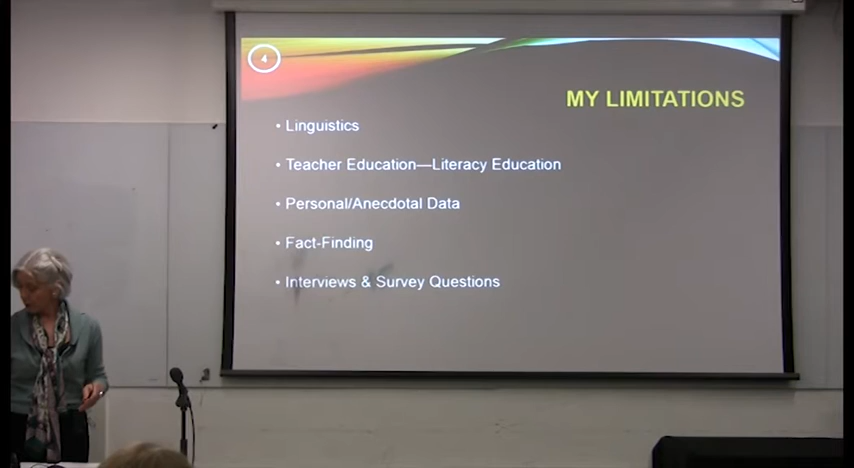 4
MY LIMITATIONS
• Linguistics
• Teacher Education—Literacy Education
• Personal/Anecdotal Data
• Fact-Finding
• Interviews & Survey Questions